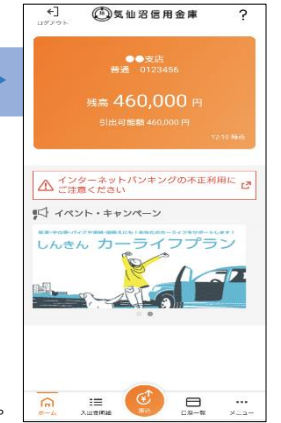 気仙沼信用金庫
?
ログアウト
●●支店
普通 0123456
残高 460,000 円
引出可能額 460,000 円
12:10 時点
インターネットバンキングの不正利用に
ご注意ください
イベント・キャンペーン
しんきん カーライフプラン
ホーム
入出金明細
振込
口座一覧
メニュー
。